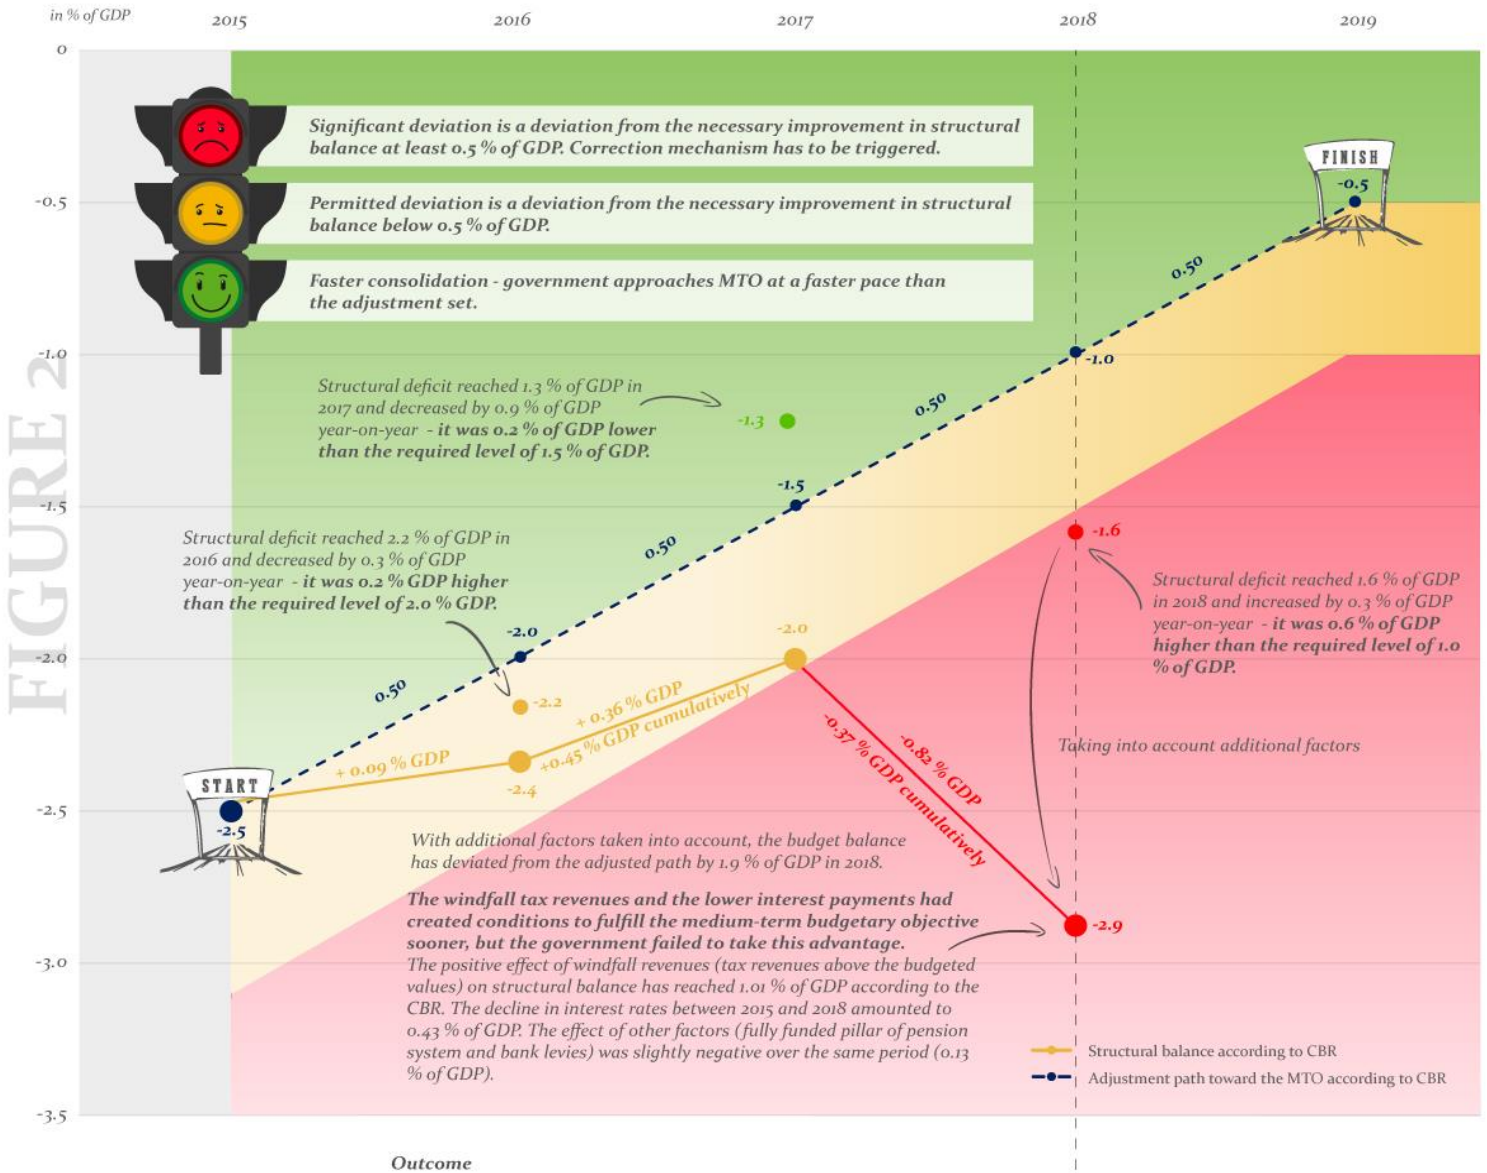 in % of GDP
2015
2016
2017
2018
2019
0
-0.5
-1.0
-1.5
-2.0
-2.5
-3.0
-3.5
FIGURE 2
Significant deviation is a deviation from the necessary improvement in structural
balance at least 0.5 % of GDP. Correction mechanism has to be triggered.
Permitted deviation is a deviation from the necessary improvement in structural
balance below 0.5 % of GDP.
Faster consolidation - government approaches MTO at a faster pace than
the adjustment set.
FINISH
-0.5
0.50
-1.0
0.50
Structural deficit reached 1.3 % of GDP in
2017 and decreased by 0.9 % of GDP
year-on-year - it was 0.2 % of GDP lower
than the required level of 1.5 % of GDP.
-1.3
-1.5
0.50
Structural deficit reached 2.2 % of GDP in
2016 and decreased by 0.3 % of GDP
year-on-year - it was 0.2 % GDP higher
than the required level of 2.0 % GDP.
-2.0
0.50
-2.2
-2.0
-1.6
Structural deficit reached 1.6 % of GDP
in 2018 and increased by 0.3 % of GDP
year-on-year - it was 0.6 % of GDP
higher than the required level of 1.0
% of GDP.
+ 0.36 % GDP
+0.45 % GDP cumulatively
+ 0.09 % GDP
-2.4
START
-2.5
-0.82 % GDP
-0.37 % GDP cumulatively
Taking into account additional factors
With additional factors taken into account, the budget balance
has deviated from the adjusted path by 1.9 % of GDP in 2018.
The windfall tax revenues and the lower interest payments had
created conditions to fulfill the medium-term budgetary objective
sooner, but the government failed to take this advantage.
The positive effect of windfall revenues (tax revenues above the budgeted
values) on structural balance has reached 1.01 % of GDP according to the
CBR. The decline in interest rates between 2015 and 2018 amounted to
0.43 % of GDP. The effect of other factors (fully funded pillar of pension
system and bank levies) was slightly negative over the same period (0.13
% of GDP).
-2.9
Structural balance according to CBR
Adjustment path toward the MTO according to CBR
Outcome